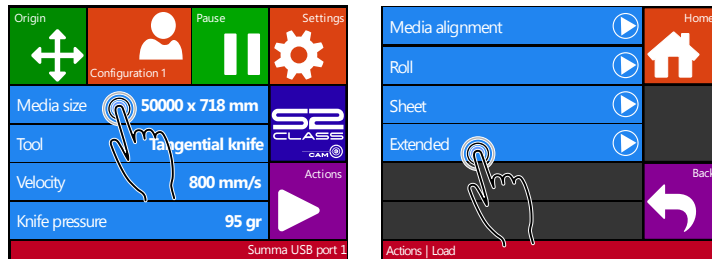 Origin
Configuration 1
Pause
Settings
Media size 50000 x 718 mm
Tool Tangential knife
S2
CLASS
CAM
Velocity 800 mm/s
Actions
Knife pressure 95 gr
Summa USB port 1
Media alignment
Home
Roll
Sheet
Extended
Back
Actions | Load